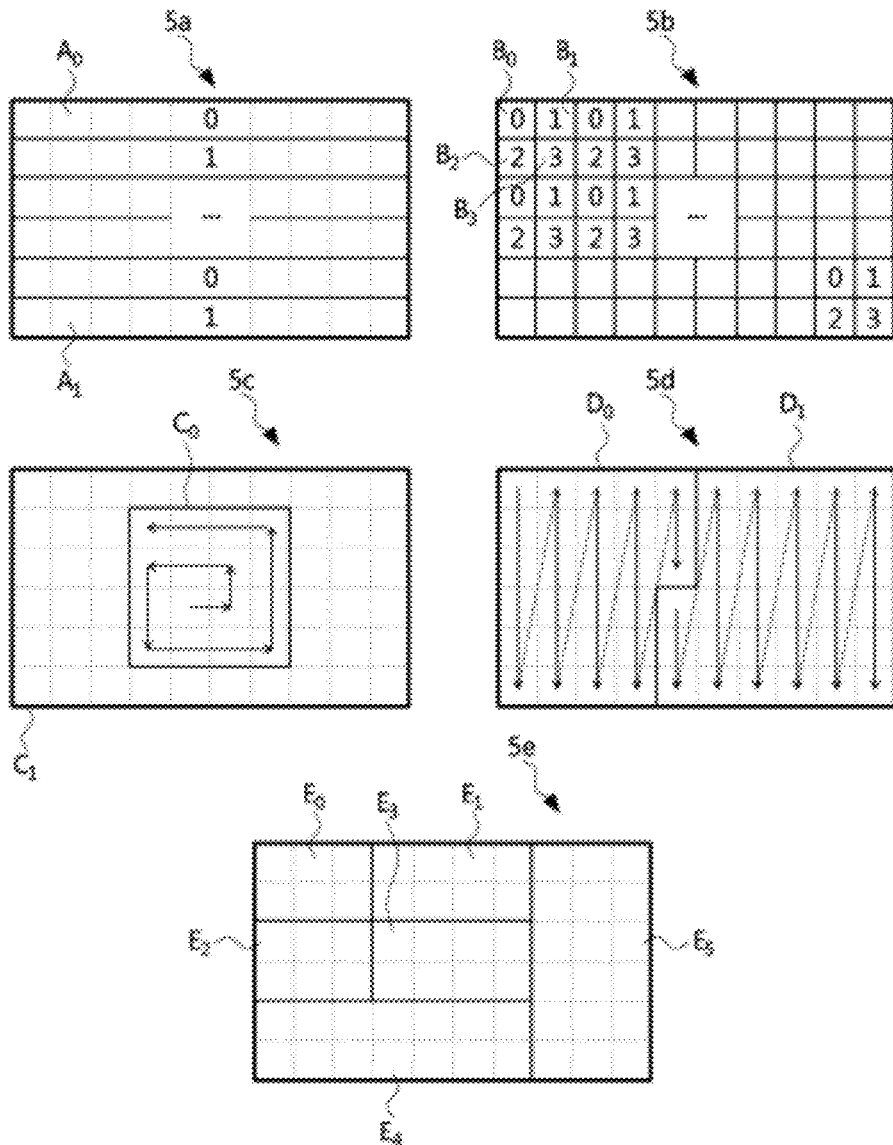 5a
A₀
0
1
...
0
1
A₁
5b
B₀ B₁
0 1 0 1
B₂ 2 3 2 3
B₃ 0 1 0 1 ...
2 3 2 3
0 1
2 3
5c
C₀
C₁
5d
D₀ D₁
5e
E₀ E₃ E₁
E₂ E₅
E₄